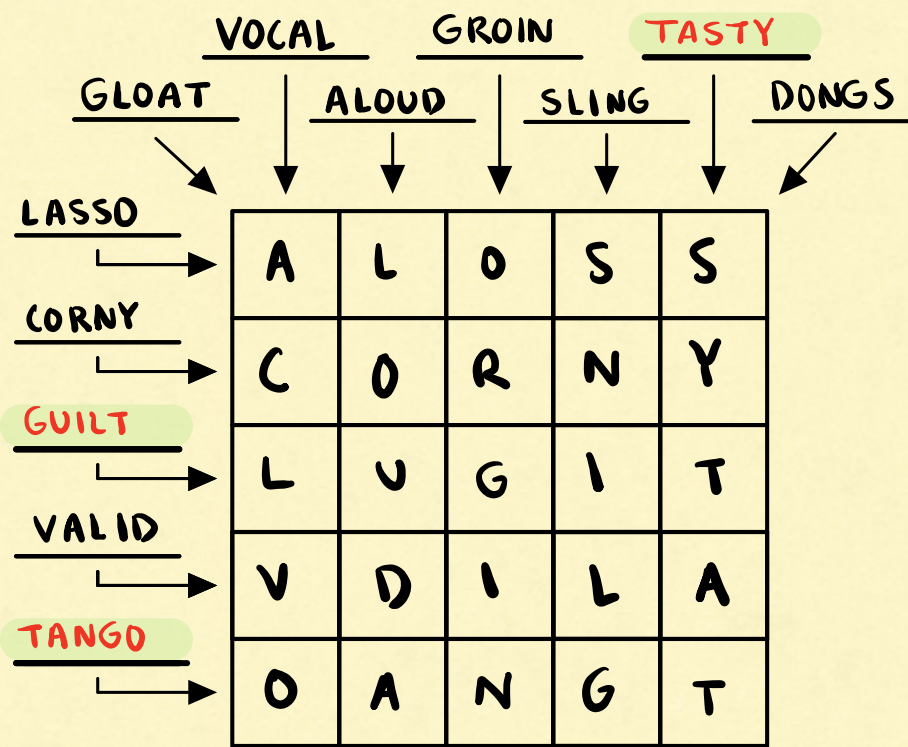 VOCAL GROIN TASTY
GLOAT ALOUD SLING DONGS
LASSO
A L O S S
CORNY
C O R N Y
GUILT
L U G I T
VALID
V D I L A
TANGO
O A N G T